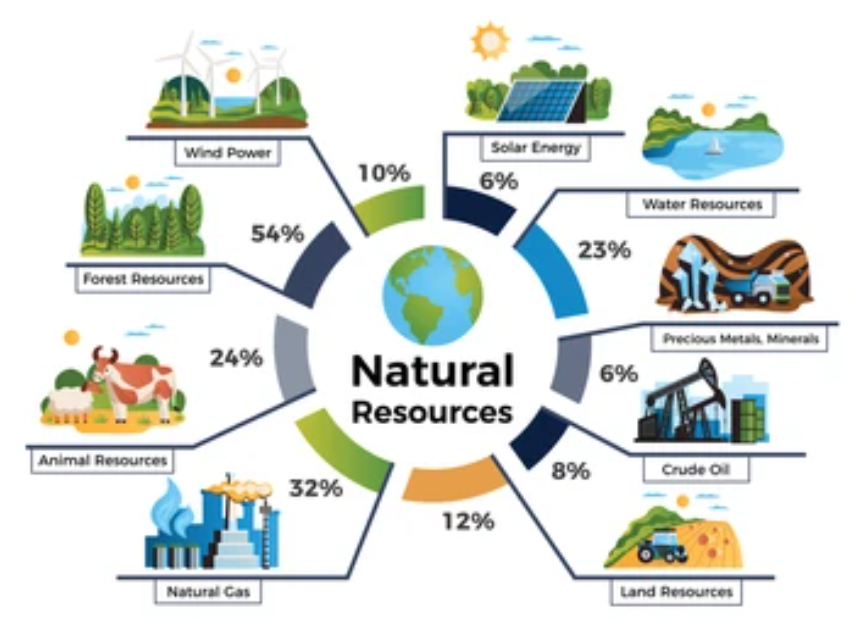 Wind Power
10%
Solar Energy
6%
Water Resources
23%
Forest Resources
54%
Precious Metals, Minerals
6%
Animal Resources
24%
Natural
Resources
Crude Oil
8%
Natural Gas
32%
Land Resources
12%